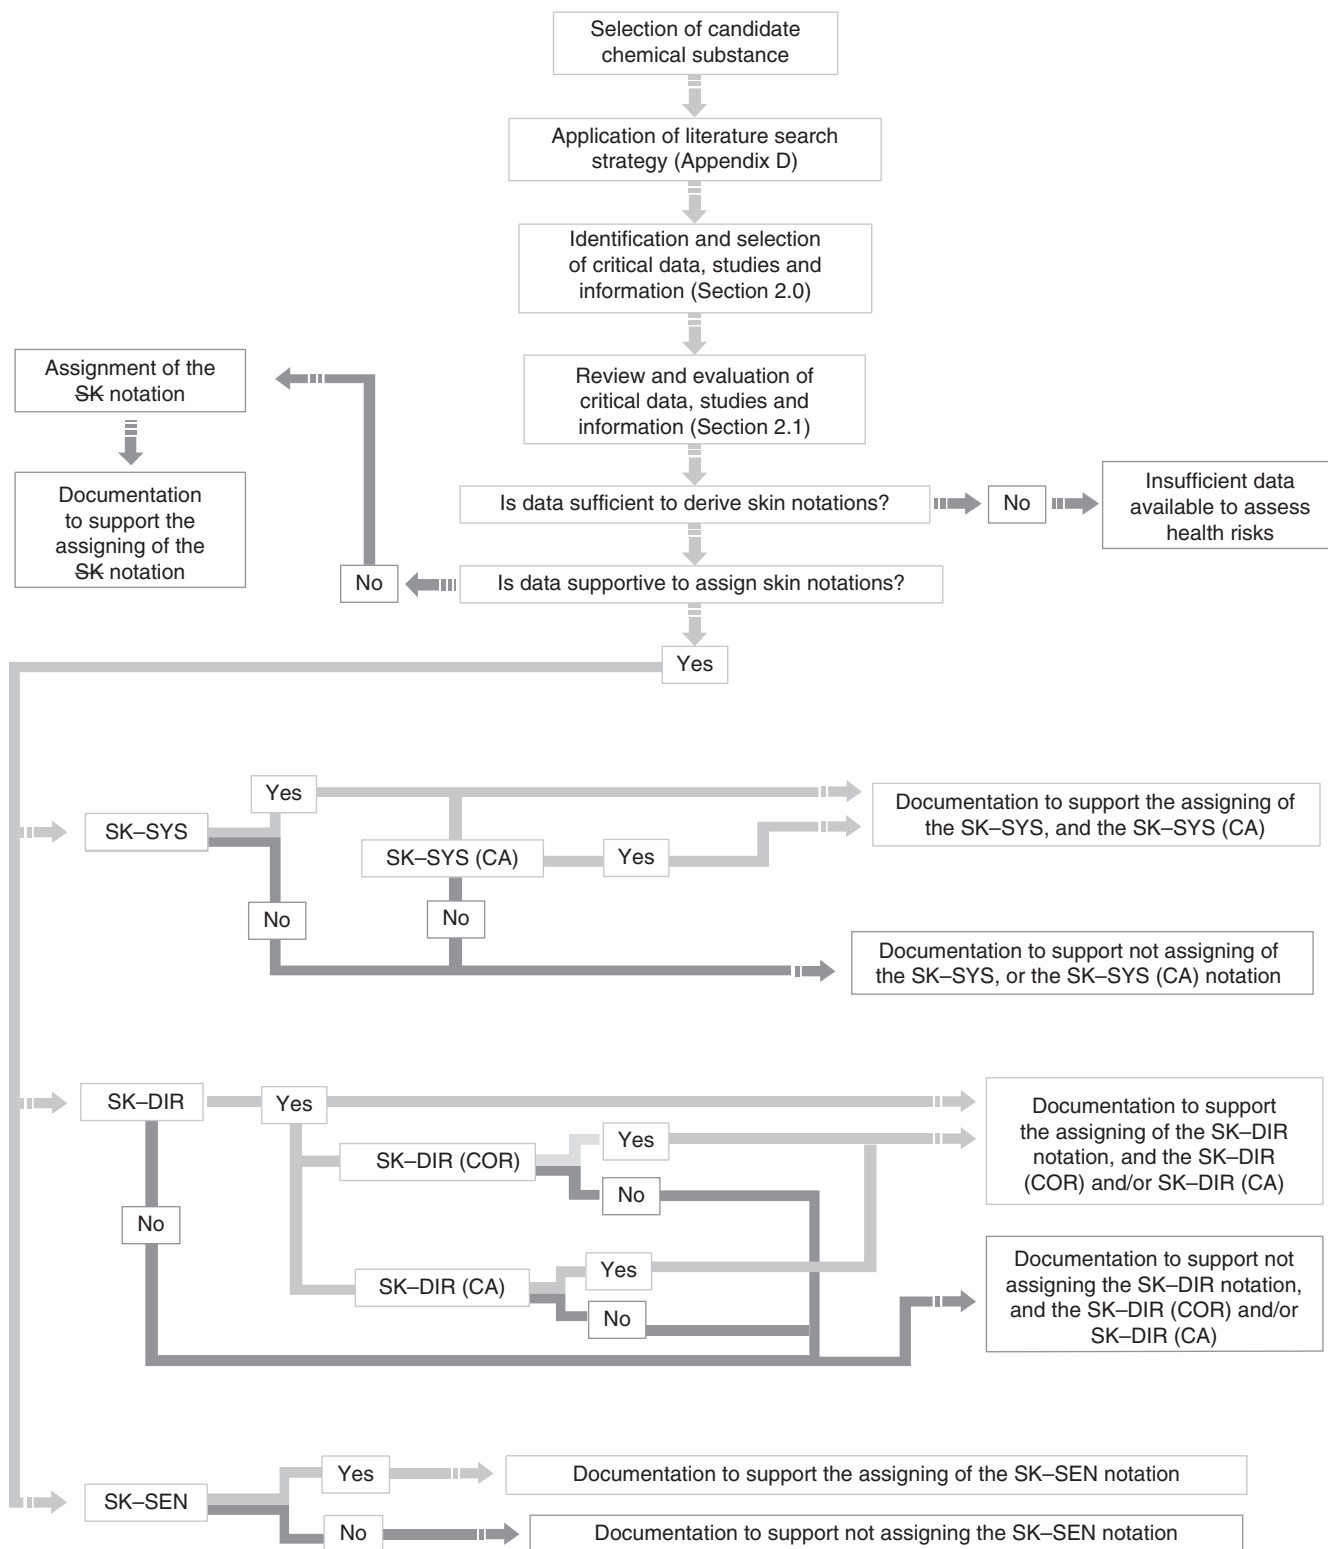 Selection of candidate
chemical substance
Application of literature search
strategy (Appendix D)
Identification and selection
of critical data, studies and
information (Section 2.0)
Review and evaluation of
critical data, studies and
information (Section 2.1)
Assignment of the
SK notation
Documentation
to support the
assigning of the
SK notation
Is data sufficient to derive skin notations?
No
Insufficient data
available to assess
health risks
Is data supportive to assign skin notations?
No
Yes
SK–SYS
Yes
SK–SYS (CA)
Yes
Documentation to support the assigning of
the SK–SYS, and the SK–SYS (CA)
No
No
Documentation to support not assigning of
the SK–SYS, or the SK–SYS (CA) notation
SK–DIR
Yes
SK–DIR (COR)
Yes
No
Documentation to support
the assigning of the SK–DIR
notation, and the SK–DIR
(COR) and/or SK–DIR (CA)
No
SK–DIR (CA)
Yes
No
Documentation to support not
assigning the SK–DIR notation,
and the SK–DIR (COR) and/or
SK–DIR (CA)
SK–SEN
Yes
Documentation to support the assigning of the SK–SEN notation
No
Documentation to support not assigning the SK–SEN notation